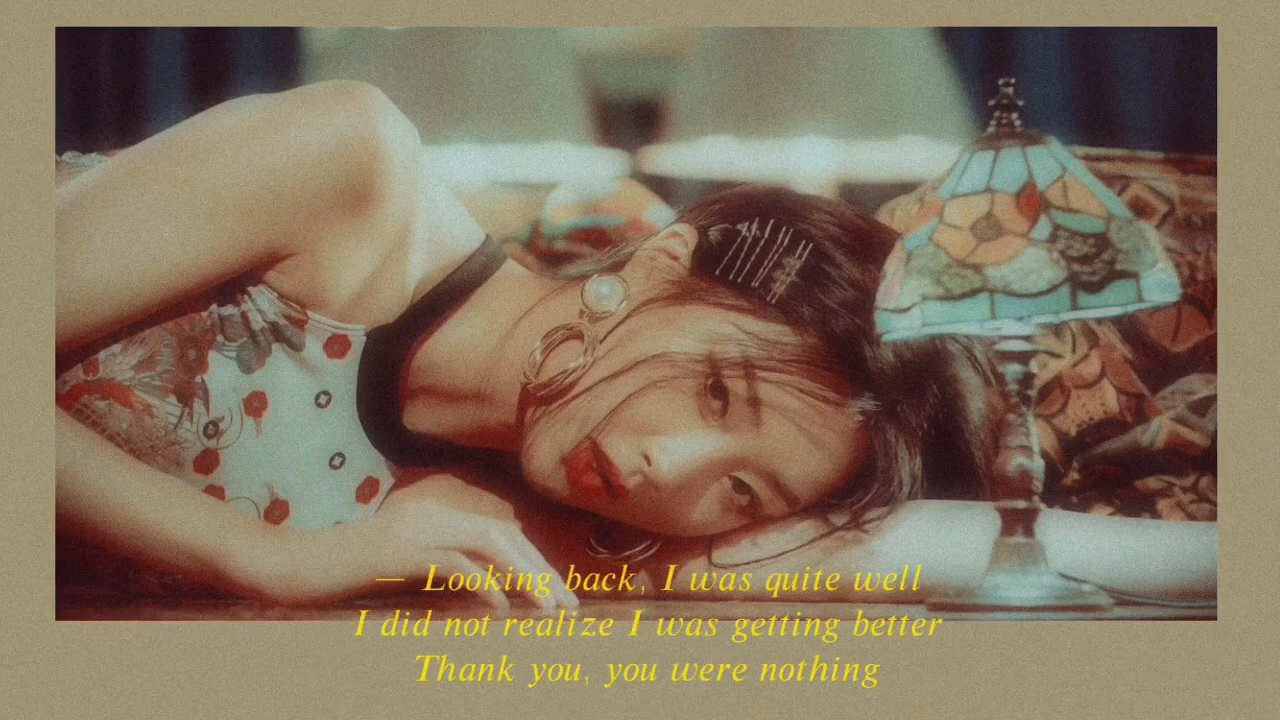 — Looking back, I was quite well
I did not realize I was getting better
Thank you, you were nothing